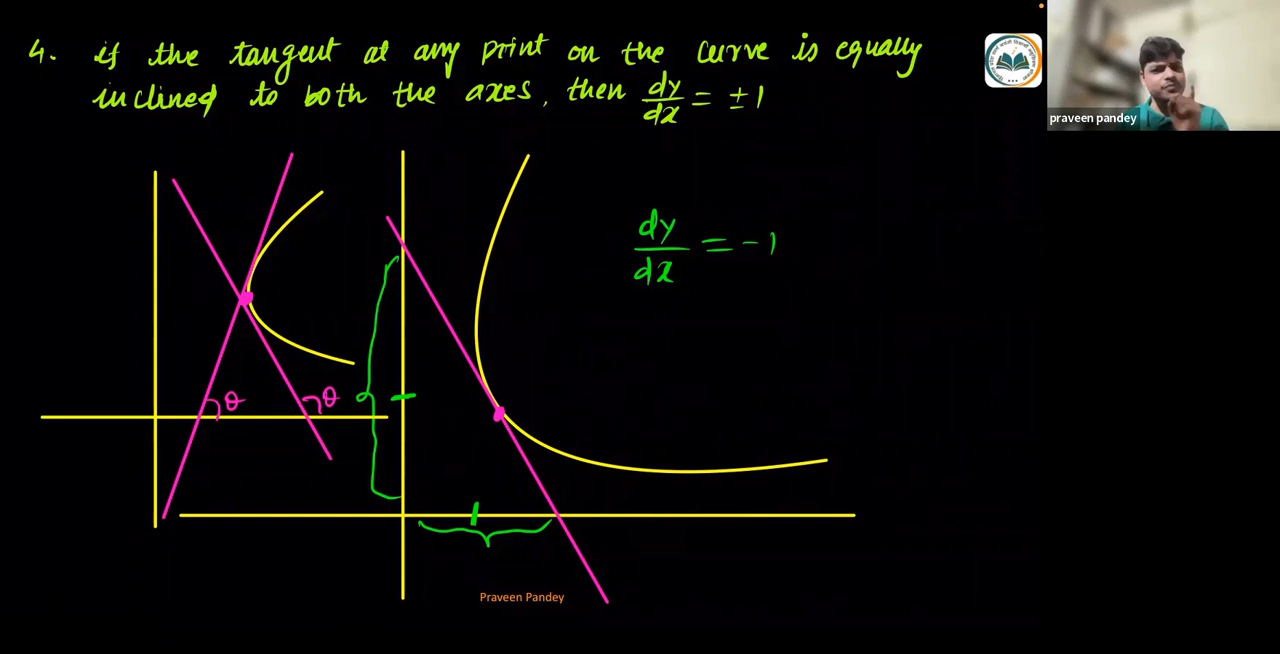 4. if the tangent at any print on the curve is equally
inclined to both the axes, then dy/dx = ± 1
dy/dx = -1
θ
θ
praveen pandey
Praveen Pandey